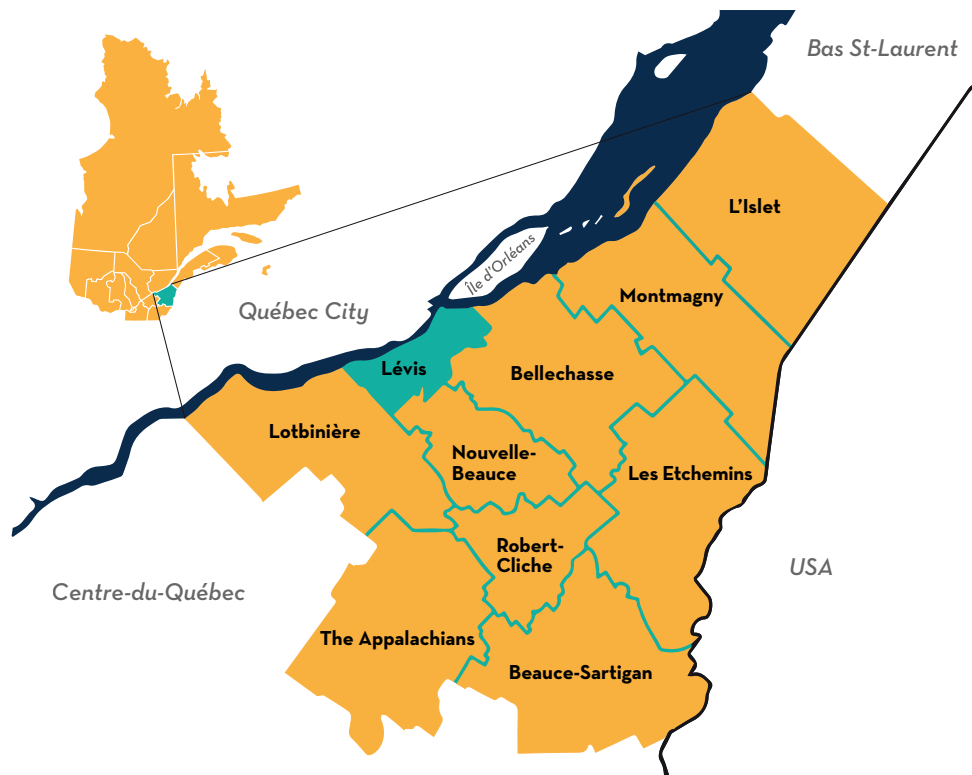 Bas St-Laurent
L'Islet
Île d'Orléans
Montmagny
Québec City
Lévis
Bellechasse
Lotbinière
Nouvelle-
Beauce
Les Etchemins
Robert-
Cliche
USA
Centre-du-Québec
The Appalachians
Beauce-Sartigan